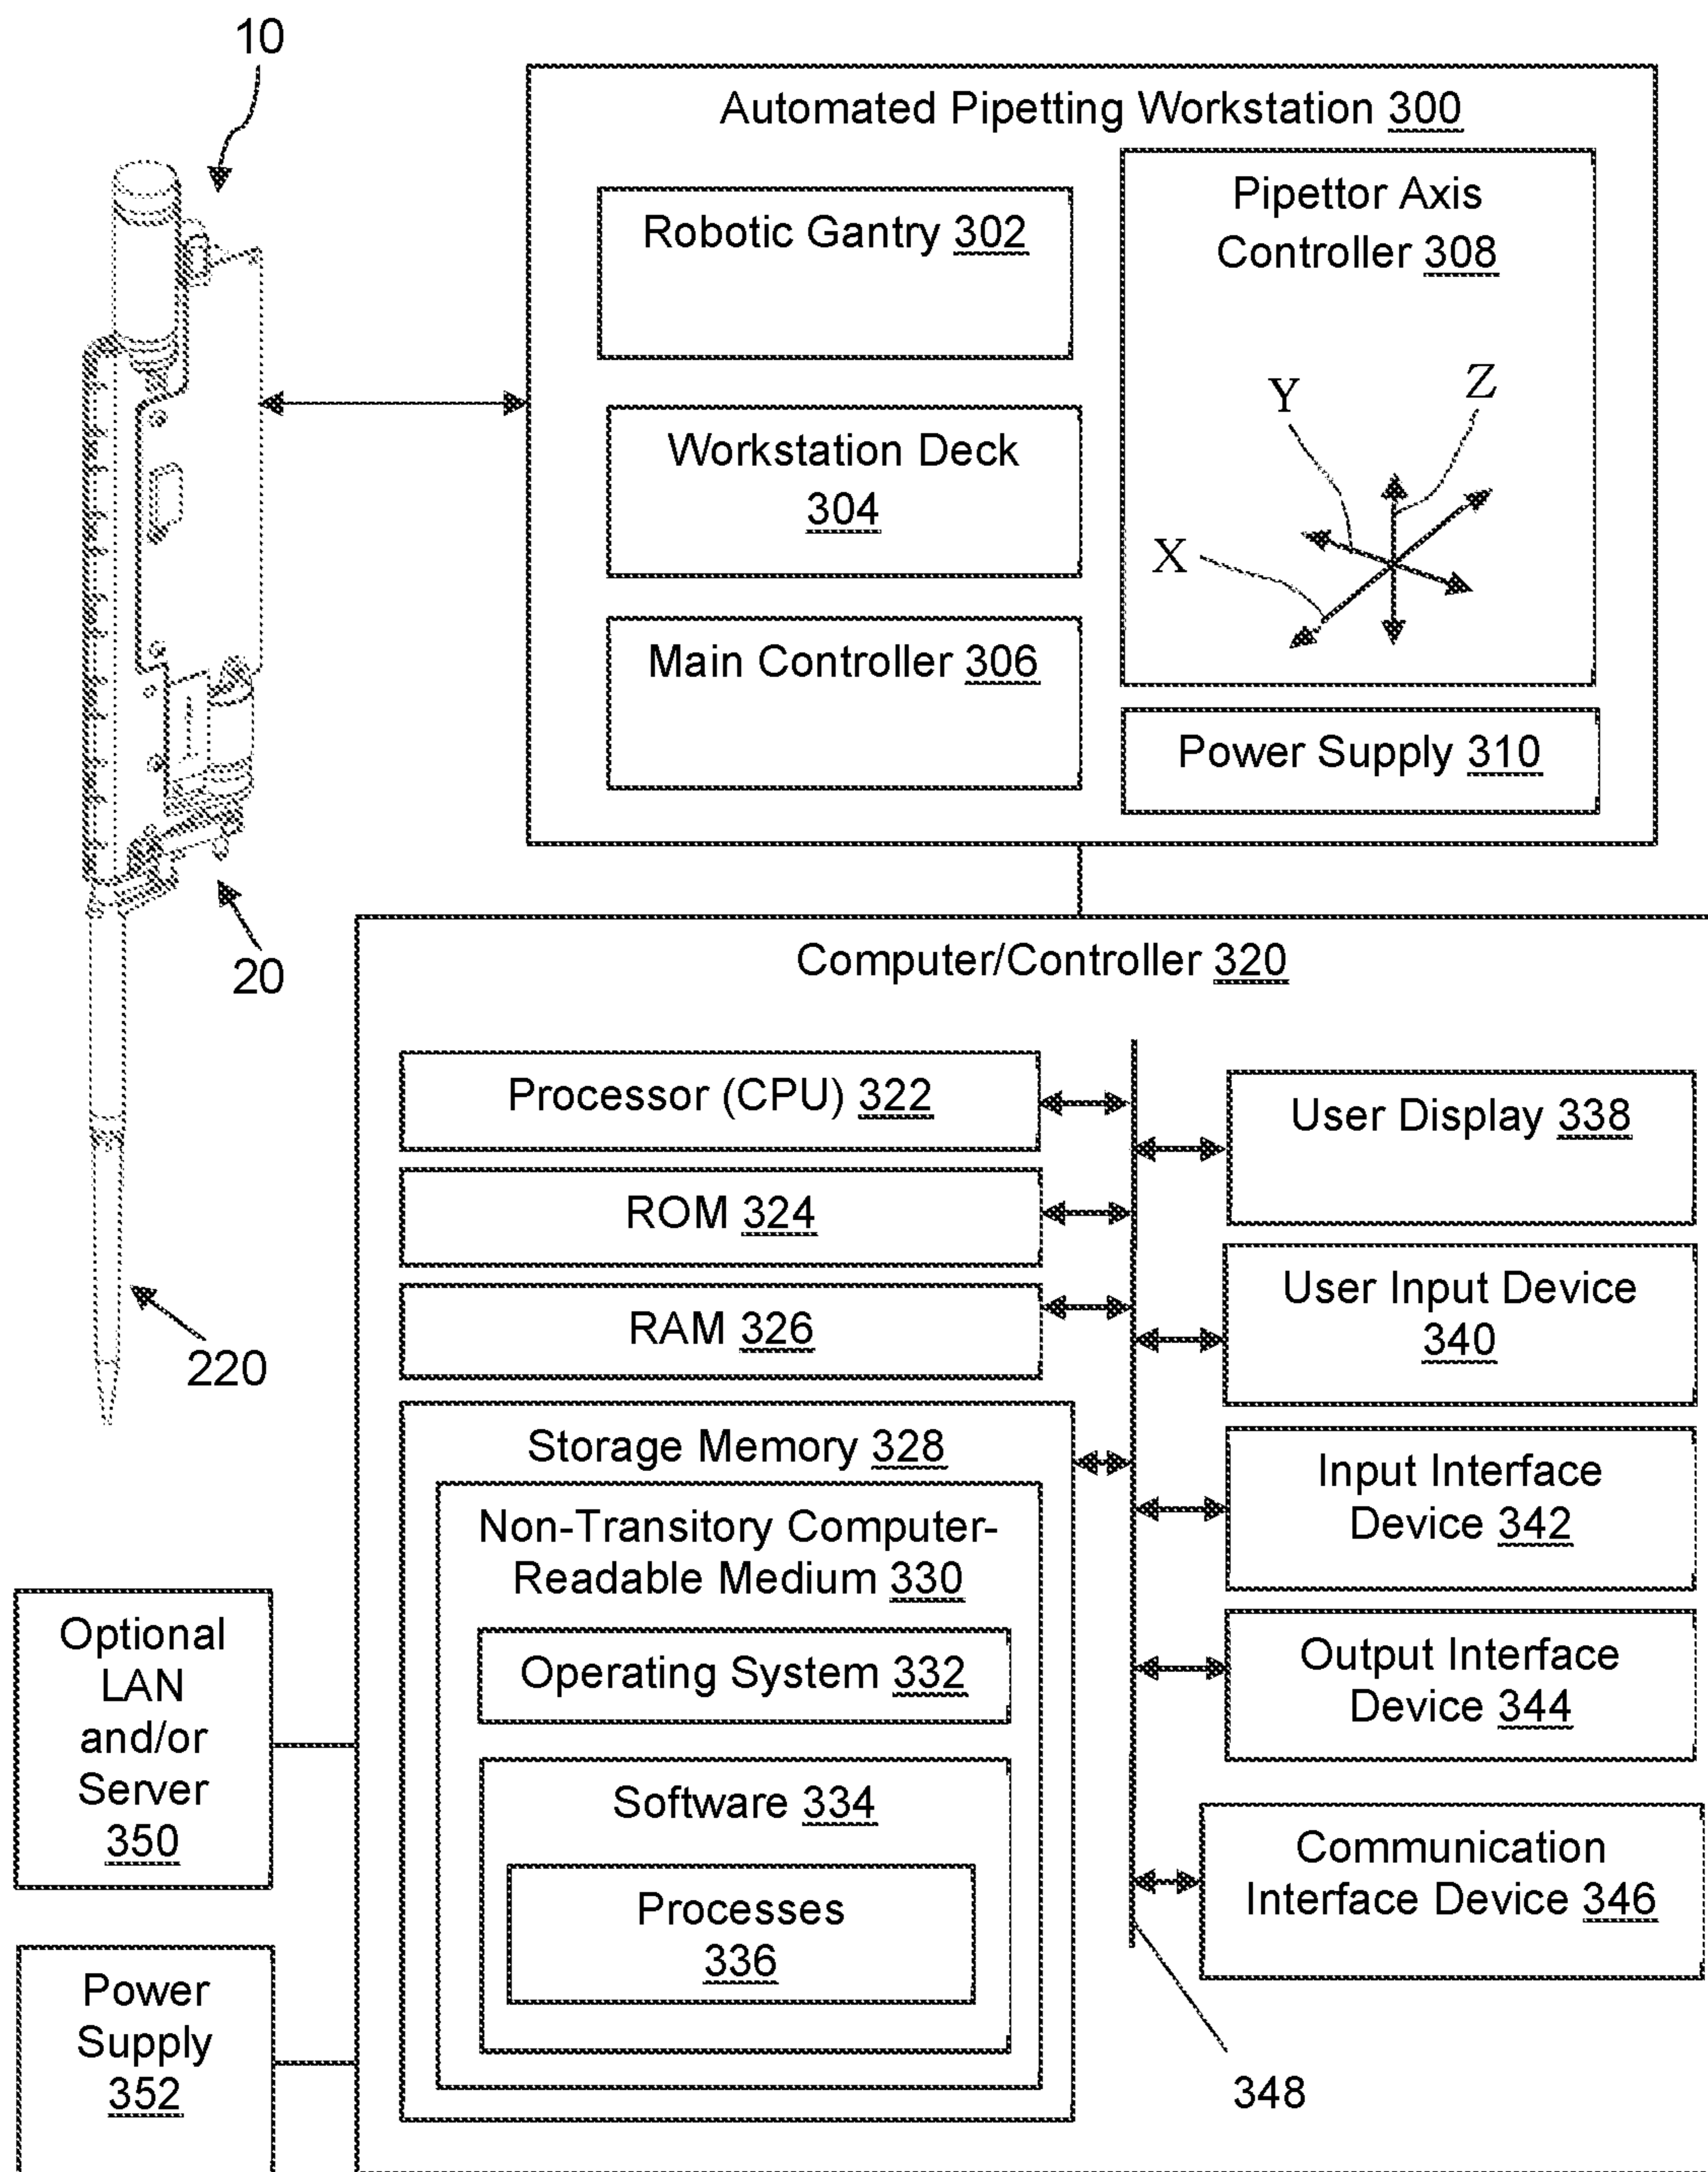 10
Automated Pipetting Workstation 300
Robotic Gantry 302
Pipettor Axis
Controller 308
Workstation Deck
304
Y
Z
X
Main Controller 306
Power Supply 310
20
220
Computer/Controller 320
Processor (CPU) 322
ROM 324
RAM 326
Storage Memory 328
Non-Transitory Computer-
Readable Medium 330
Operating System 332
Software 334
Processes
336
User Display 338
User Input Device
340
Input Interface
Device 342
Output Interface
Device 344
Communication
Interface Device 346
348
Optional
LAN
and/or
Server
350
Power
Supply
352